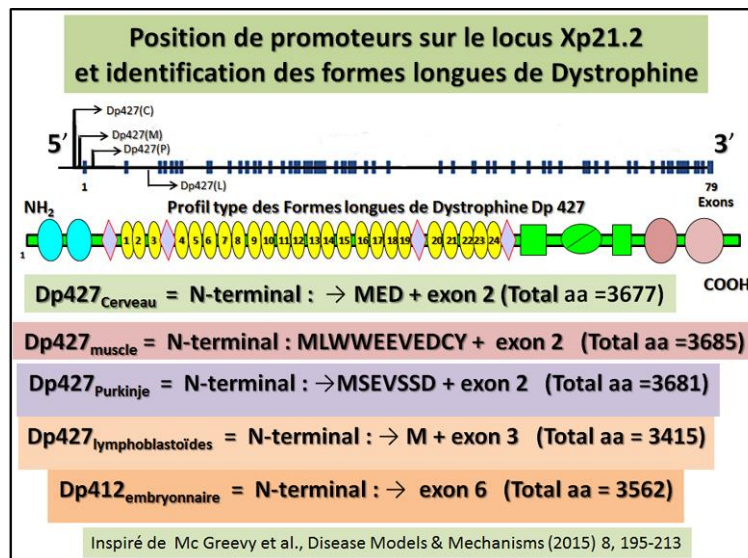 Position de promoteurs sur le locus Xp21.2
et identification des formes longues de Dystrophine
Dp427(C)
5’ Dp427(M) 3’
Dp427(P)
1 Dp427(L) 79
Exons
NH2 Profil type des Formes longues de Dystrophine Dp 427
1 1 2 3 4 5 6 7 8 9 10 11 12 13 14 15 16 17 18 19 20 21 22 23 24
COOH
Dp427Cerveau = N-terminal : → MED + exon 2 (Total aa =3677)
Dp427muscle = N-terminal : MLWWEEVEDCY + exon 2 (Total aa =3685)
Dp427Purkinje = N-terminal : →MSEVSSD + exon 2 (Total aa =3681)
Dp427lymphoblastoïdes = N-terminal : → M + exon 3 (Total aa = 3415)
Dp412embryonnaire = N-terminal : → exon 6 (Total aa = 3562)
Inspiré de Mc Greevy et al., Disease Models & Mechanisms (2015) 8, 195-213